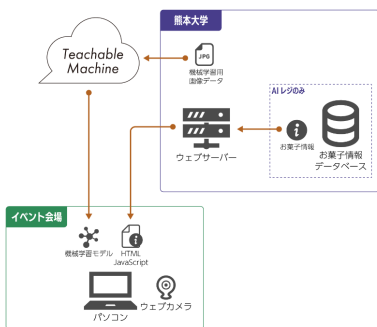 熊本大学
Teachable
Machine
JPG
機械学習用
画像データ
AIレジのみ
お菓子情報
お菓子情報
データベース
ウェブサーバー
イベント会場
機械学習モデル
HTML
JavaScript
ウェブカメラ
パソコン